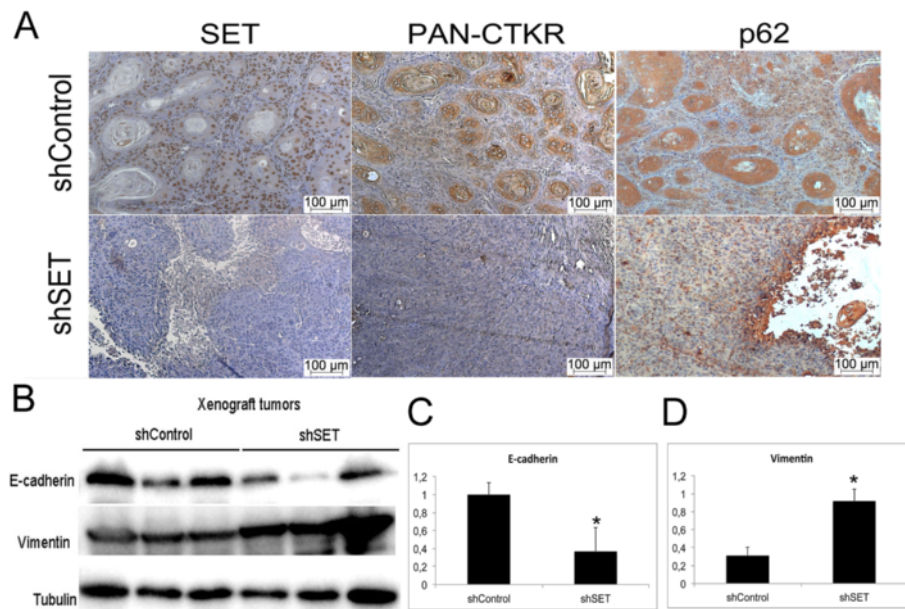 A
SET PAN-CTKR p62
shControl
100 µm 100 µm 100 µm
shSET
100 µm 100 µm 100 µm
B
Xenograft tumors
shControl shSET
E-cadherin
Vimentin
Tubulin
C
E-cadherin
1,2
1
0,8
0,6
0,4
0,2
0
*
shControl shSET
D
Vimentin
1,2
1
0,8
0,6
0,4
0,2
0
*
shControl shSET